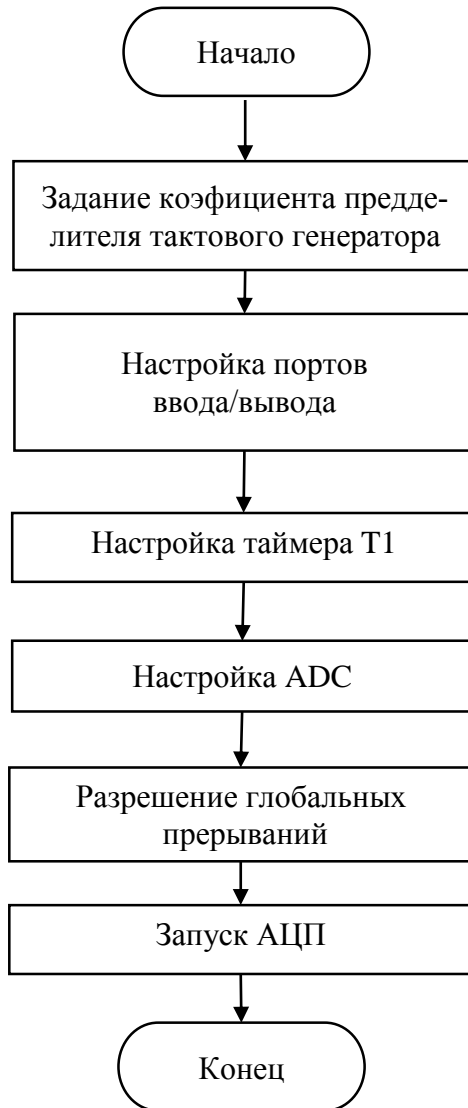 Начало
Задание коэфициента предде-
лителя тактового генератора
Настройка портов
ввода/вывода
Настройка таймера T1
Настройка ADC
Разрешение глобальных
прерываний
Запуск АЦП
Конец